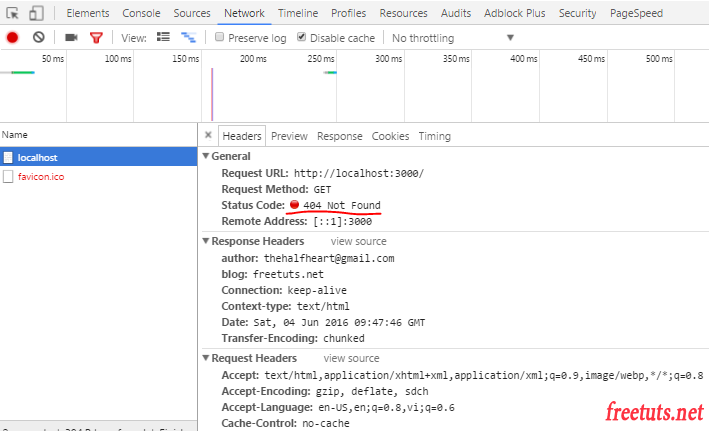 Elements Console Sources Network Timeline Profiles Resources Audits Adblock Plus Security PageSpeed
View: Preserve log Disable cache No throttling
50 ms 100 ms 150 ms 200 ms 250 ms 300 ms 350 ms 400 ms 450 ms 500 ms
Name
localhost
favicon.ico
Headers Preview Response Cookies Timing
General
Request URL: http://localhost:3000/
Request Method: GET
Status Code: 404 Not Found
Remote Address: [::1]:3000
Response Headers view source
author: thehalfheart@gmail.com
blog: freetuts.net
Connection: keep-alive
Context-type: text/html
Date: Sat, 04 Jun 2016 09:47:46 GMT
Transfer-Encoding: chunked
Request Headers view source
Accept: text/html,application/xhtml+xml,application/xml;q=0.9,image/webp,*/*;q=0.8
Accept-Encoding: gzip, deflate, sdch
Accept-Language: en-US,en;q=0.8,vi;q=0.6
Cache-Control: no-cache
freetuts.net